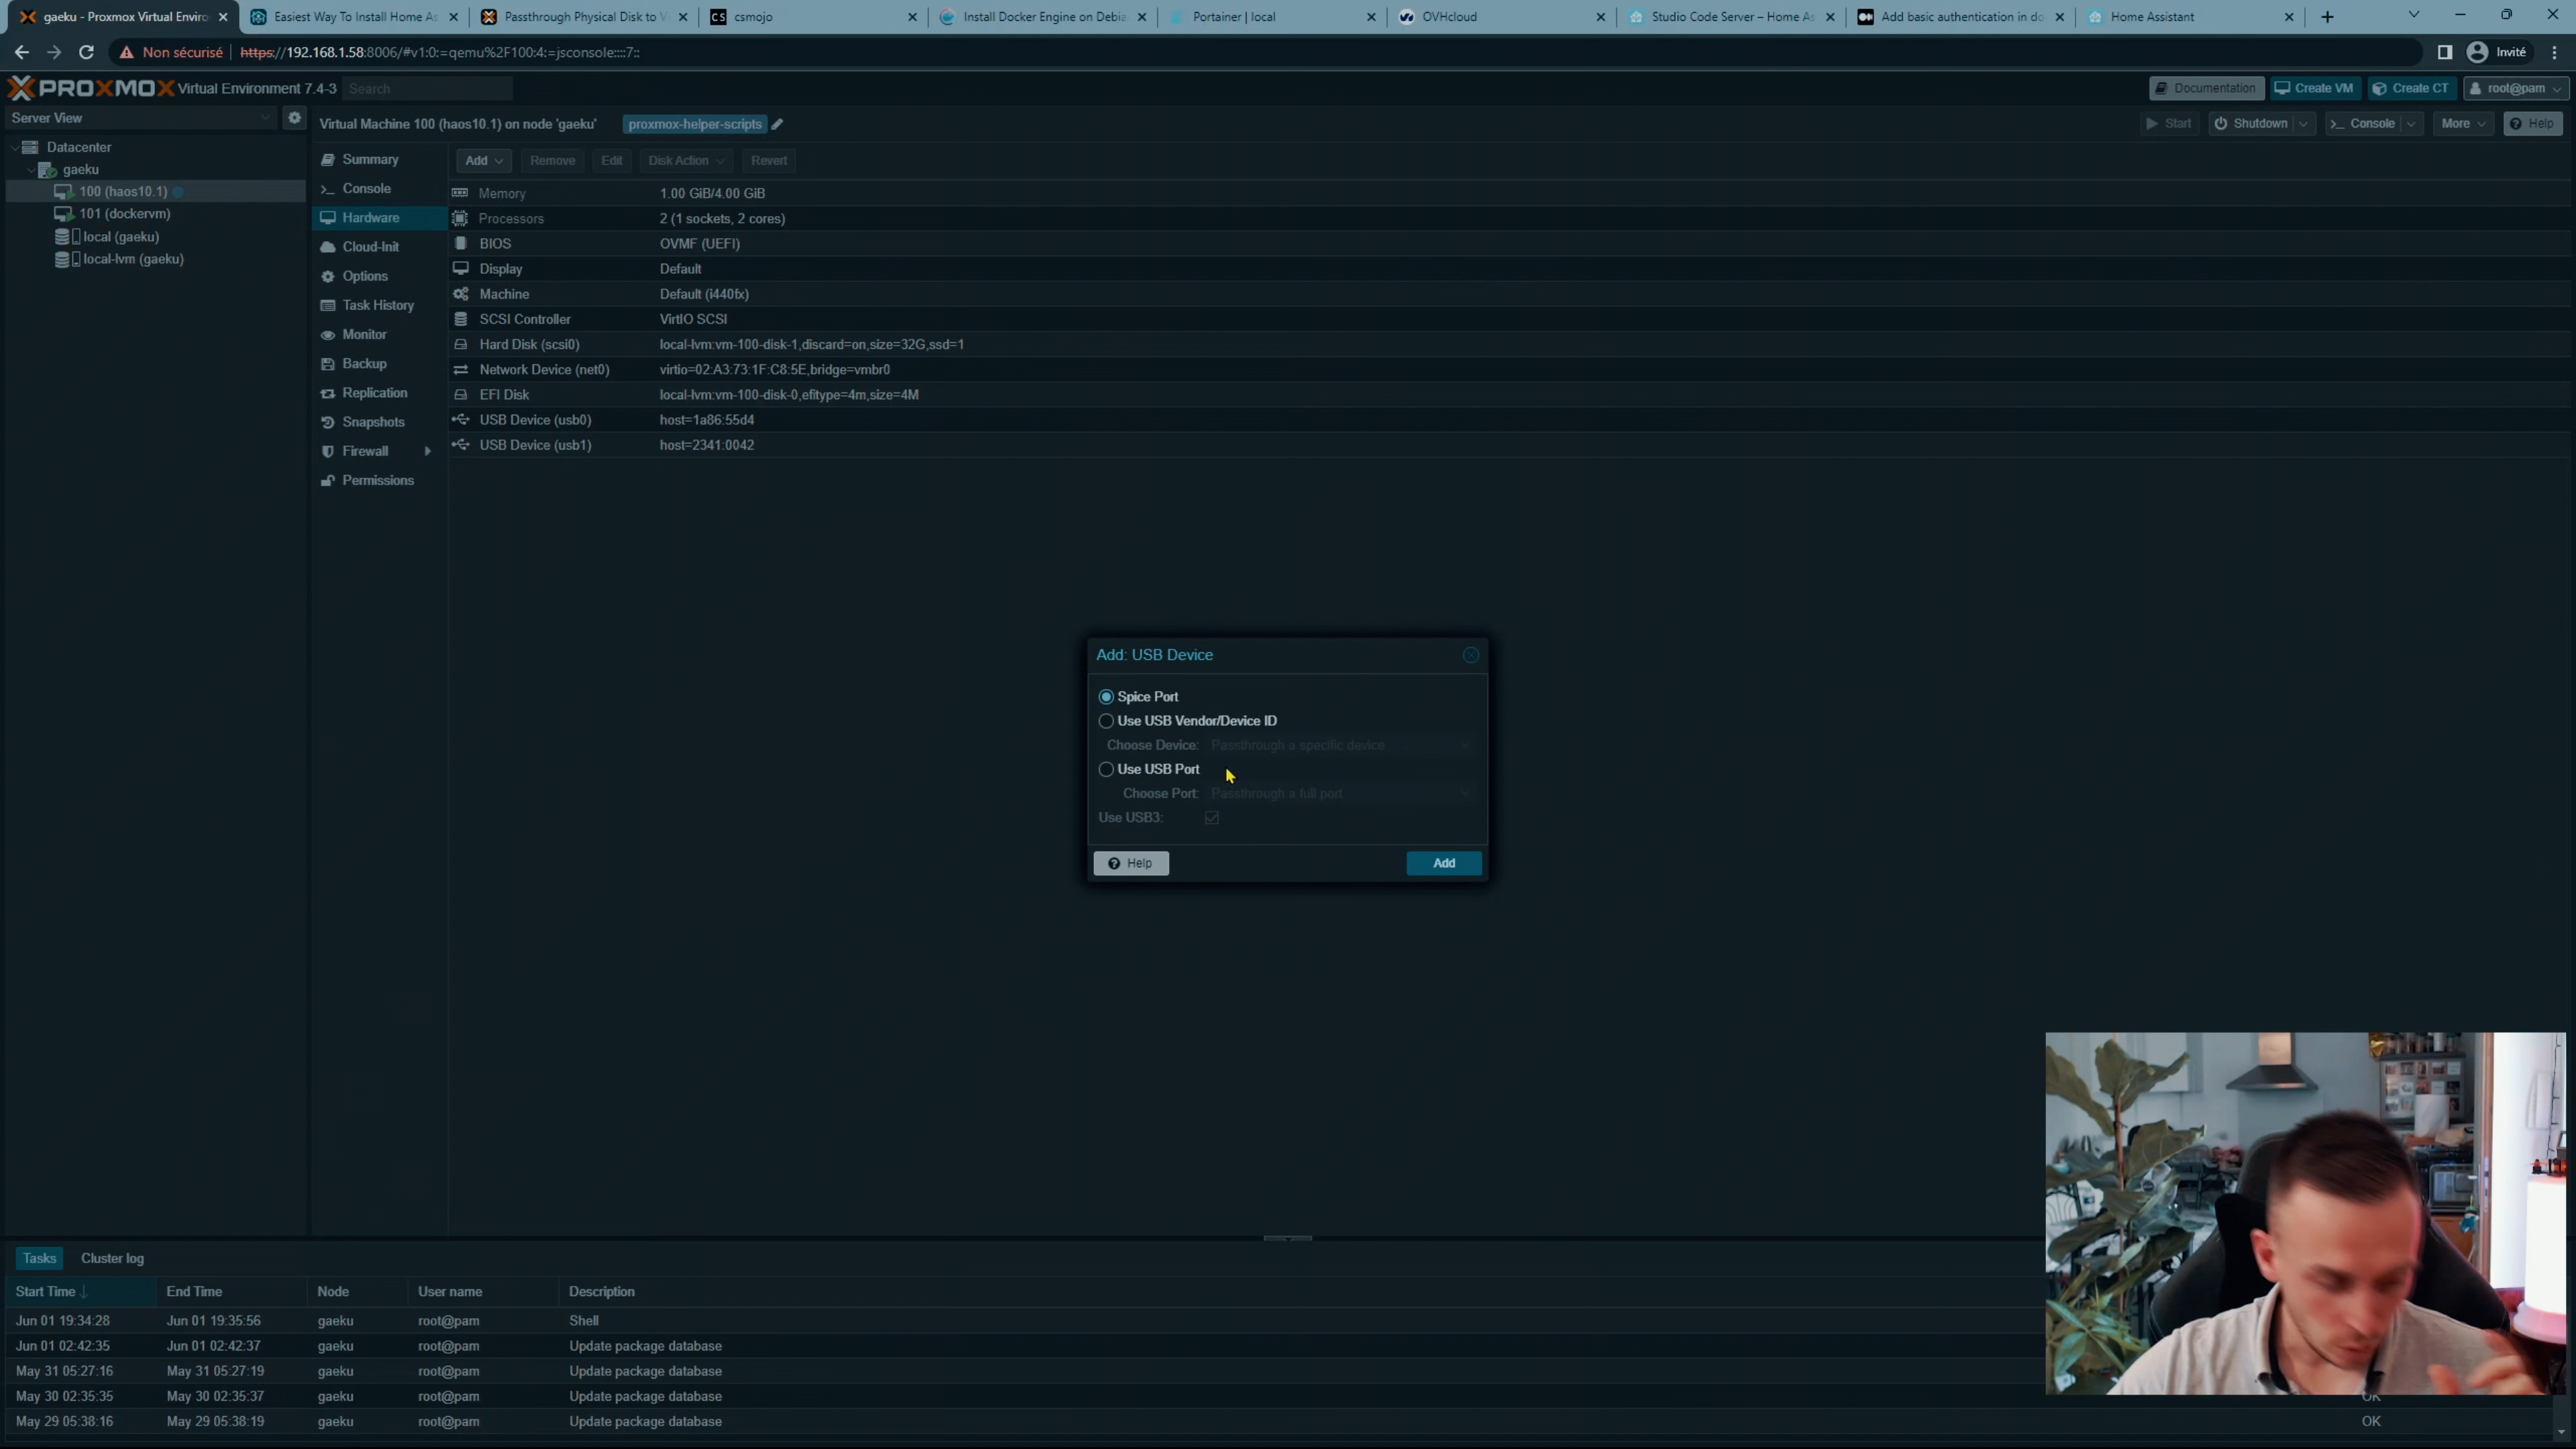 gaeku - Proxmox Virtual Enviro
Easiest Way To Install Home As
Passthrough Physical Disk to V
CS csmojo
Install Docker Engine on Debia
Portainer | local
OVHcloud
Studio Code Server – Home As
Add basic authentication in do
Home Assistant
Non sécurisé https://192.168.1.58:8006/#v1:0:=qemu%2F100:4:=jsconsole::::7::
Invité
PROXMOX Virtual Environment 7.4-3 Search
Documentation Create VM Create CT root@pam
Server View
Virtual Machine 100 (haos10.1) on node 'gaeku' proxmox-helper-scripts
Start Shutdown Console More Help
Datacenter
gaeku
100 (haos10.1)
101 (dockervm)
local (gaeku)
local-lvm (gaeku)
Summary
Console
Hardware
Cloud-Init
Options
Task History
Monitor
Backup
Replication
Snapshots
Firewall
Permissions
Add Remove Edit Disk Action Revert
Memory 1.00 GiB/4.00 GiB
Processors 2 (1 sockets, 2 cores)
BIOS OVMF (UEFI)
Display Default
Machine Default (i440fx)
SCSI Controller VirtIO SCSI
Hard Disk (scsi0) local-lvm:vm-100-disk-1,discard=on,size=32G,ssd=1
Network Device (net0) virtio=02:A3:73:1F:C8:5E,bridge=vmbr0
EFI Disk local-lvm:vm-100-disk-0,efitype=4m,size=4M
USB Device (usb0) host=1a86:55d4
USB Device (usb1) host=2341:0042
Add: USB Device
Spice Port
Use USB Vendor/Device ID
Choose Device: Passthrough a specific device
Use USB Port
Choose Port: Passthrough a full port
Use USB3:
Help Add
Tasks Cluster log
Start Time End Time Node User name Description
Jun 01 19:34:28 Jun 01 19:35:56 gaeku root@pam Shell
Jun 01 02:42:35 Jun 01 02:42:37 gaeku root@pam Update package database
May 31 05:27:16 May 31 05:27:19 gaeku root@pam Update package database
May 30 02:35:35 May 30 02:35:37 gaeku root@pam Update package database OK
May 29 05:38:16 May 29 05:38:19 gaeku root@pam Update package database OK